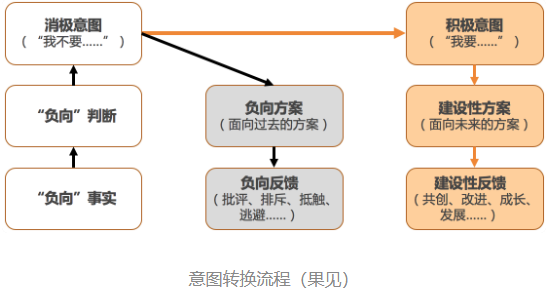 消极意图
（“我不要……”）
积极意图
（“我要……”）
“负向”判断
负向方案
（面向过去的方案）
建设性方案
（面向未来的方案）
“负向”事实
负向反馈
（批评、排斥、抵触、
逃避……）
建设性反馈
（共创、改进、成长、
发展……）
意图转换流程（果见）